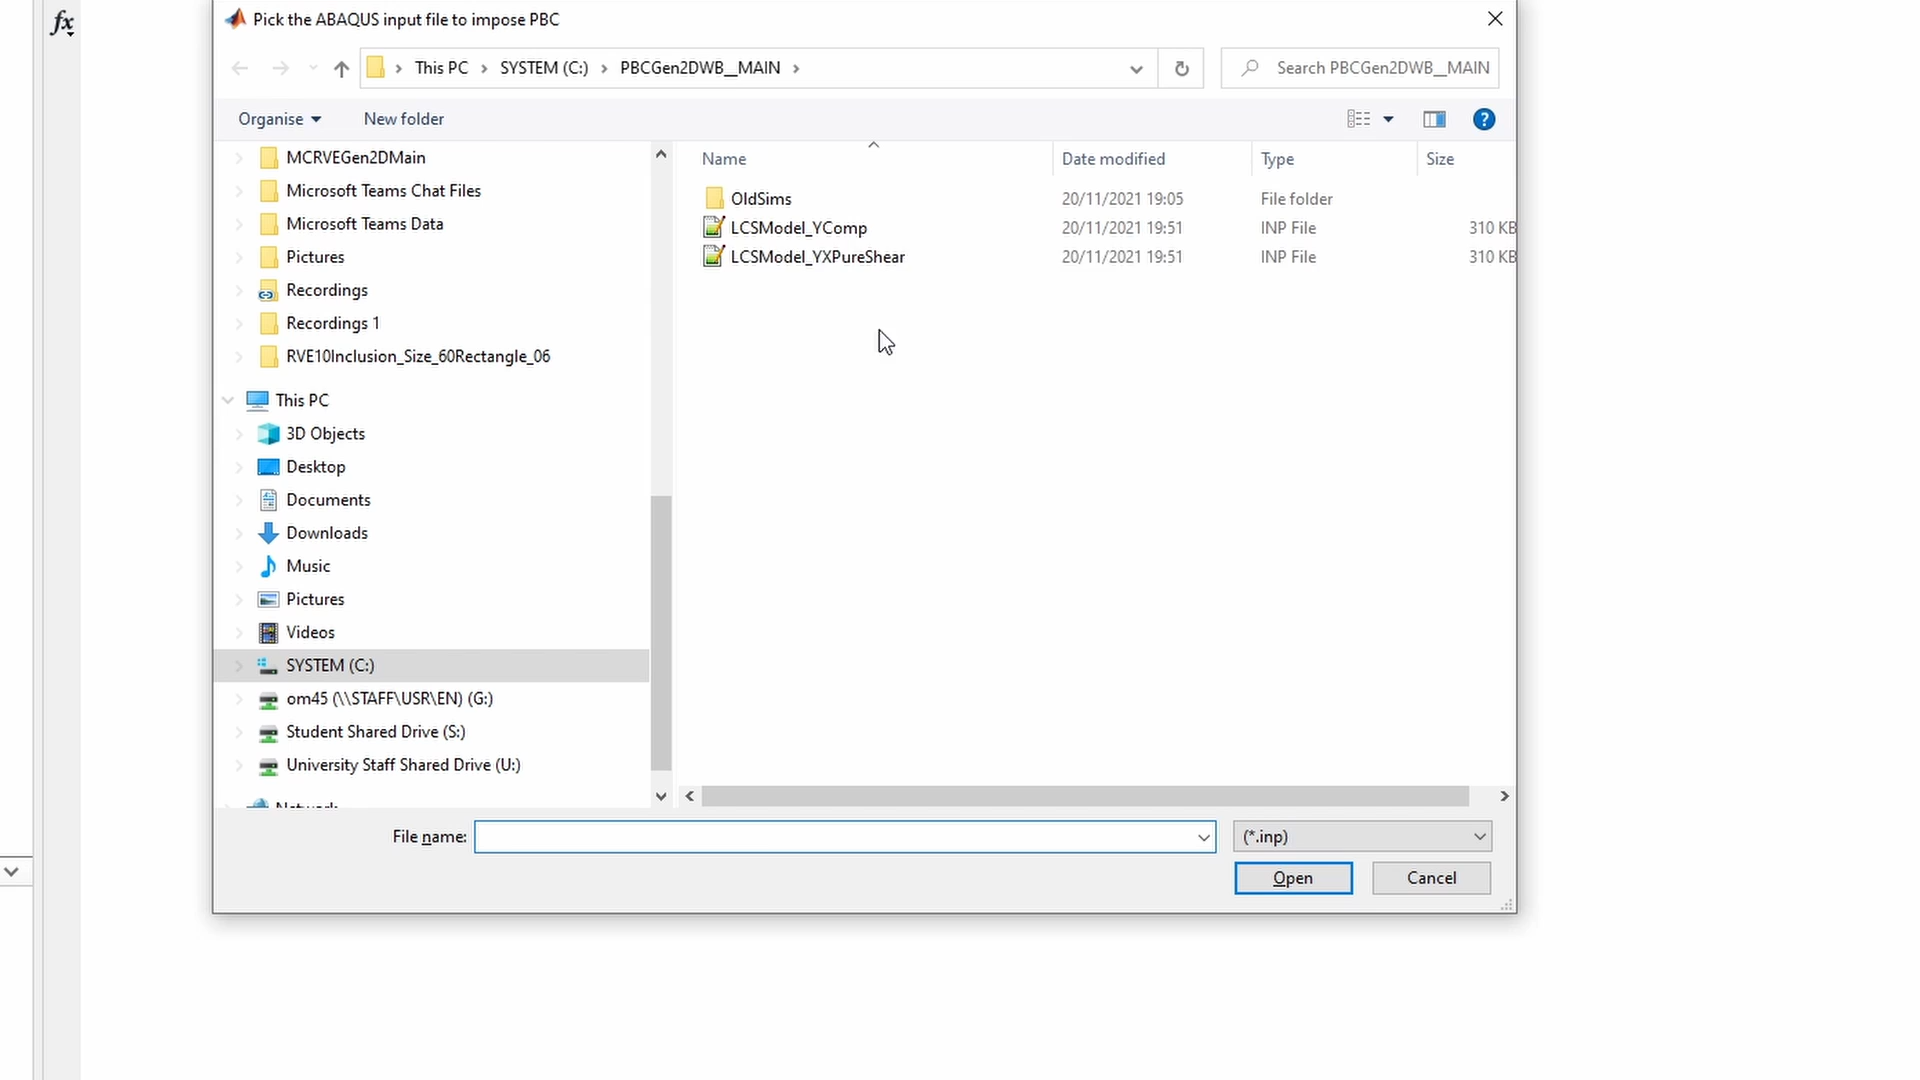 fx
Pick the ABAQUS input file to impose PBC
This PC
SYSTEM (C:)
PBCGen2DWB__MAIN
Search PBCGen2DWB__MAIN
Organise
New folder
MCRVEGen2DMain
Microsoft Teams Chat Files
Microsoft Teams Data
Pictures
Recordings
Recordings 1
RVE10Inclusion_Size_60Rectangle_06
This PC
3D Objects
Desktop
Documents
Downloads
Music
Pictures
Videos
SYSTEM (C:)
om45 (\\STAFF\USR\EN) (G:)
Student Shared Drive (S:)
University Staff Shared Drive (U:)
Network
Name Date modified Type Size
OldSims 20/11/2021 19:05 File folder
LCSModel_YComp 20/11/2021 19:51 INP File 310 KB
LCSModel_YXPureShear 20/11/2021 19:51 INP File 310 KB
File name:
(*.inp)
Open
Cancel